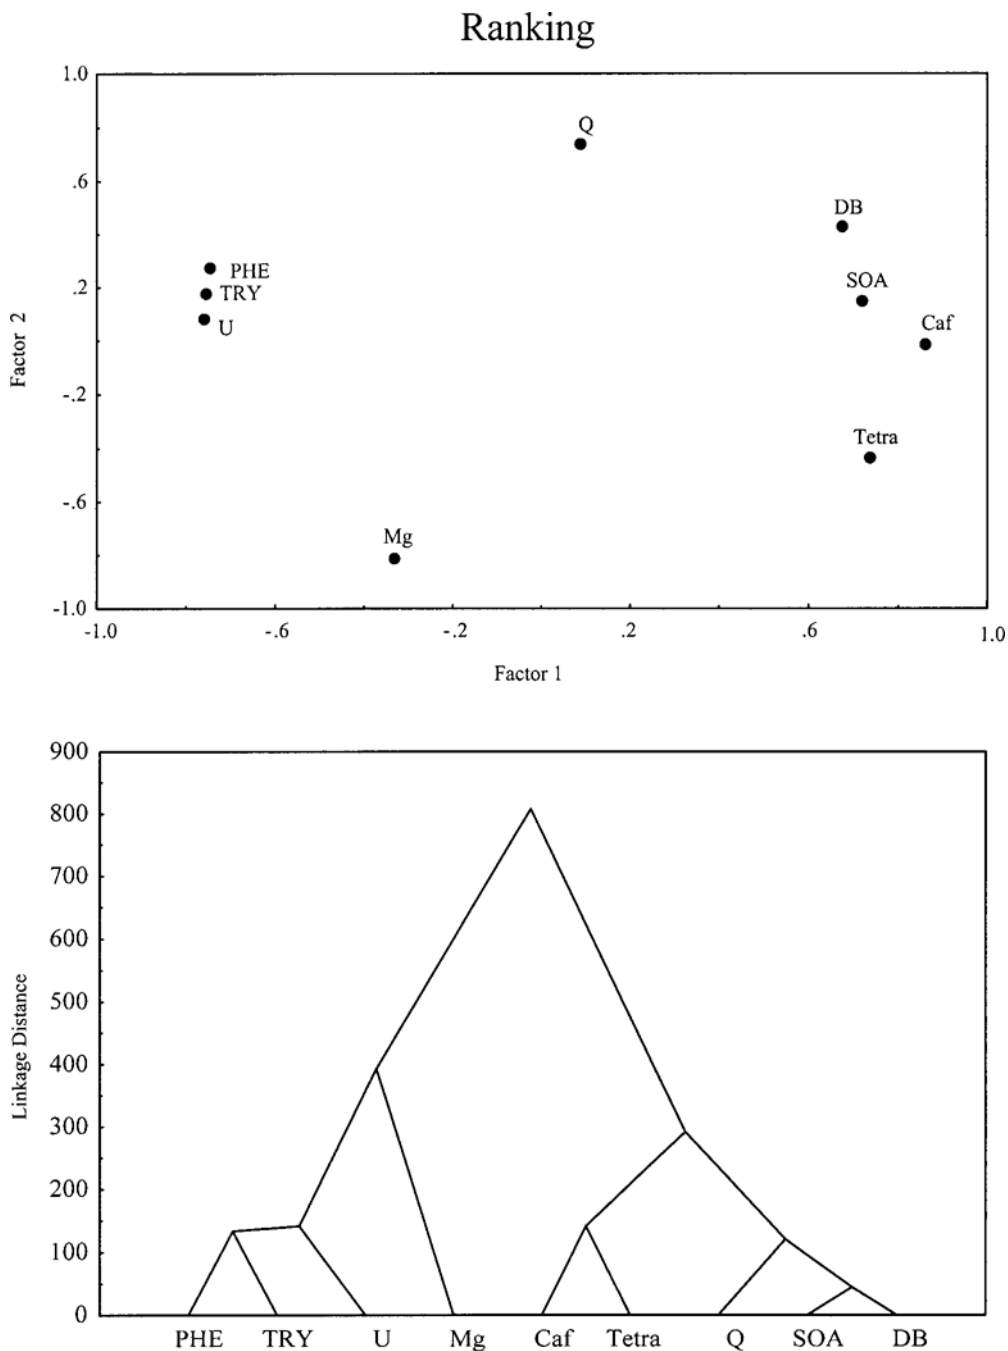 Ranking
1.0
Q
.6
DB
PHE
SOA
.2
TRY
U
Caf
Factor 2
-.2
Tetra
-.6
Mg
-1.0
-1.0 -.6 -.2 .2 .6 1.0
Factor 1
900
800
700
600
500
Linkage Distance
400
300
200
100
0
PHE TRY U Mg Caf Tetra Q SOA DB